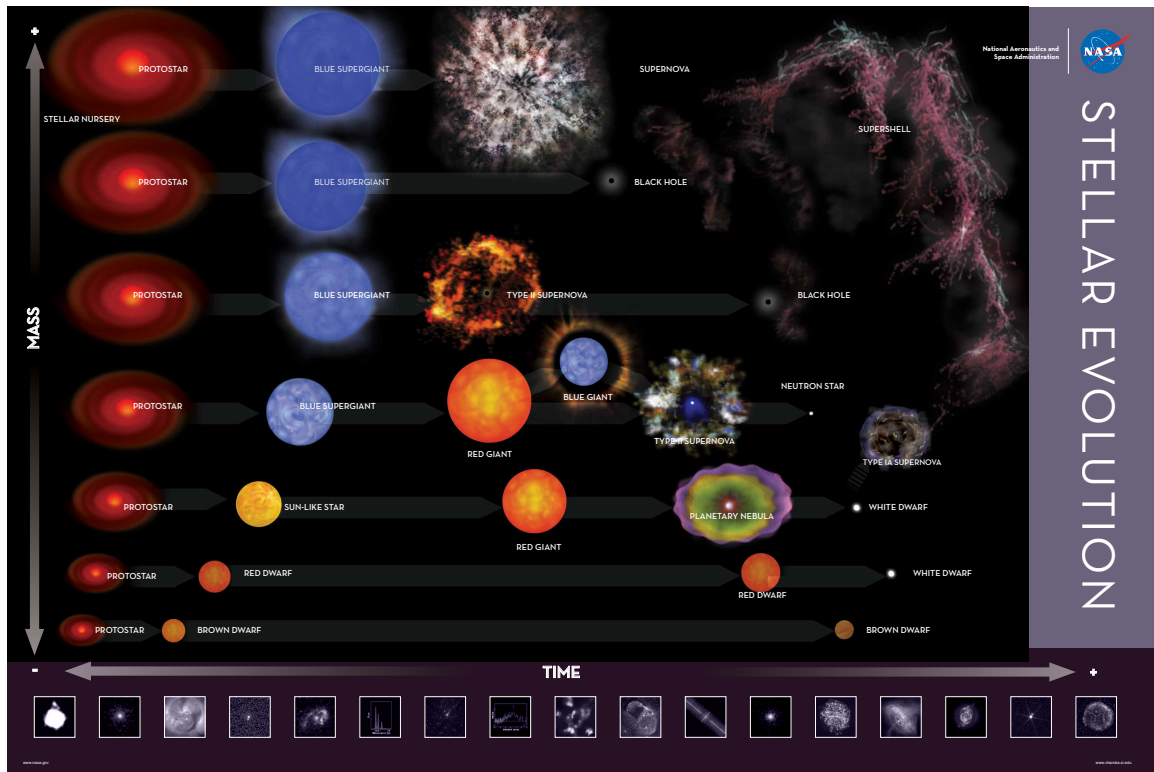 +
National Aeronautics and
Space Administration
NASA
STELLAR EVOLUTION
PROTOSTAR
BLUE SUPERGIANT
SUPERNOVA
STELLAR NURSERY
SUPERSHELL
PROTOSTAR
BLUE SUPERGIANT
BLACK HOLE
PROTOSTAR
BLUE SUPERGIANT
TYPE II SUPERNOVA
BLACK HOLE
MASS
PROTOSTAR
BLUE SUPERGIANT
RED GIANT
BLUE GIANT
TYPE II SUPERNOVA
NEUTRON STAR
TYPE IA SUPERNOVA
PROTOSTAR
SUN-LIKE STAR
RED GIANT
PLANETARY NEBULA
WHITE DWARF
PROTOSTAR
RED DWARF
RED DWARF
WHITE DWARF
PROTOSTAR
BROWN DWARF
BROWN DWARF
-
TIME
+
www.nasa.gov